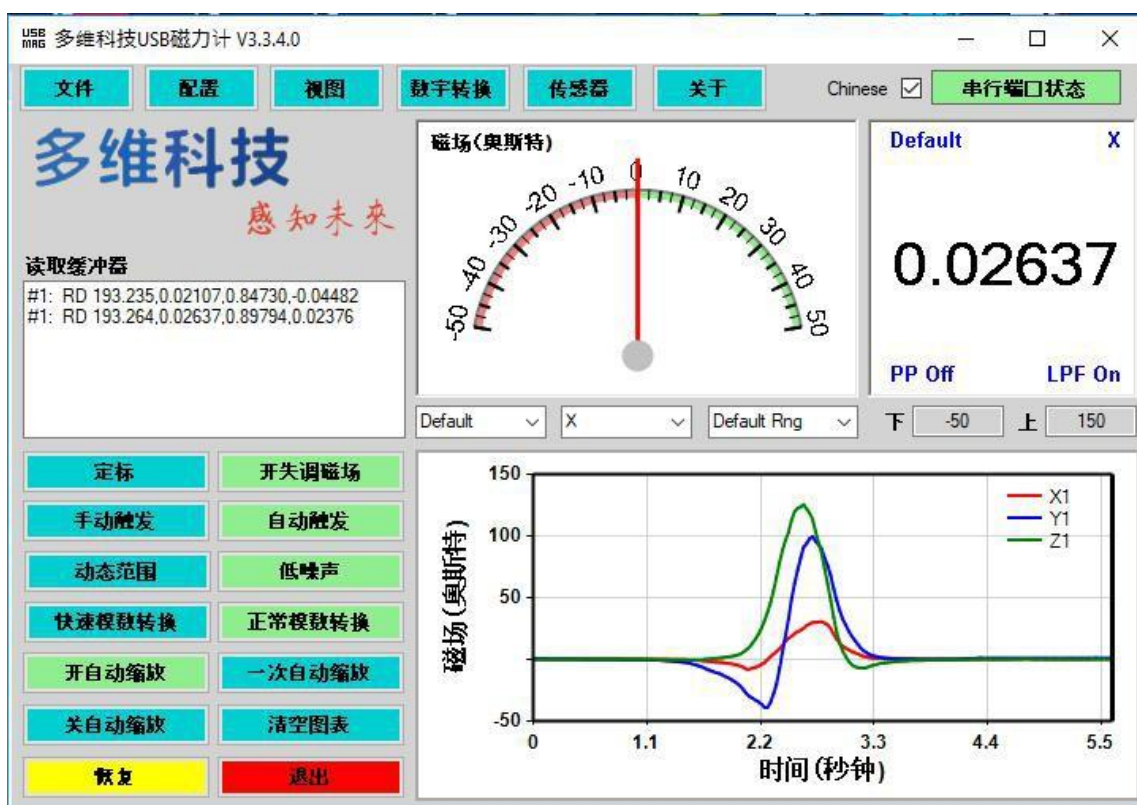 USB MAG 多维科技USB磁力计 V3.3.4.0
文件 配置 视图 数字转换 传感器 关于 Chinese 串行端口状态
多维科技
感知未來
读取缓冲器
#1: RD 193.235,0.02107,0.84730,-0.04482
#1: RD 193.264,0.02637,0.89794,0.02376
磁场(奥斯特)
-50 -40 -30 -20 -10 0 10 20 30 40 50
Default X
0.02637
PP Off LPF On
Default X Default Rng 下 -50 上 150
定标 开失调磁场
手动触发 自动触发
动态范围 低噪声
快速模数转换 正常模数转换
开自动缩放 一次自动缩放
关自动缩放 清空图表
恢复 退出
磁场(奥斯特)
150
100
50
-50
X1
Y1
Z1
0 1.1 2.2 3.3 4.4 5.5
时间(秒钟)